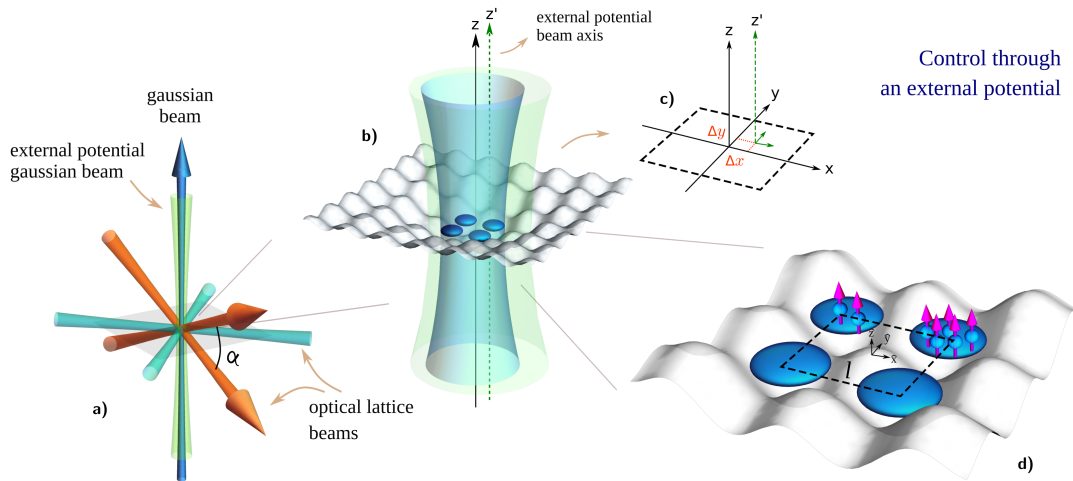 Control through
an external potential
gaussian
beam
external potential
gaussian beam
α
a)
optical lattice
beams
b)
z
z'
external potential
beam axis
c)
z
z'
y
Δy
Δx
x
z
y̅
x̅
l
d)